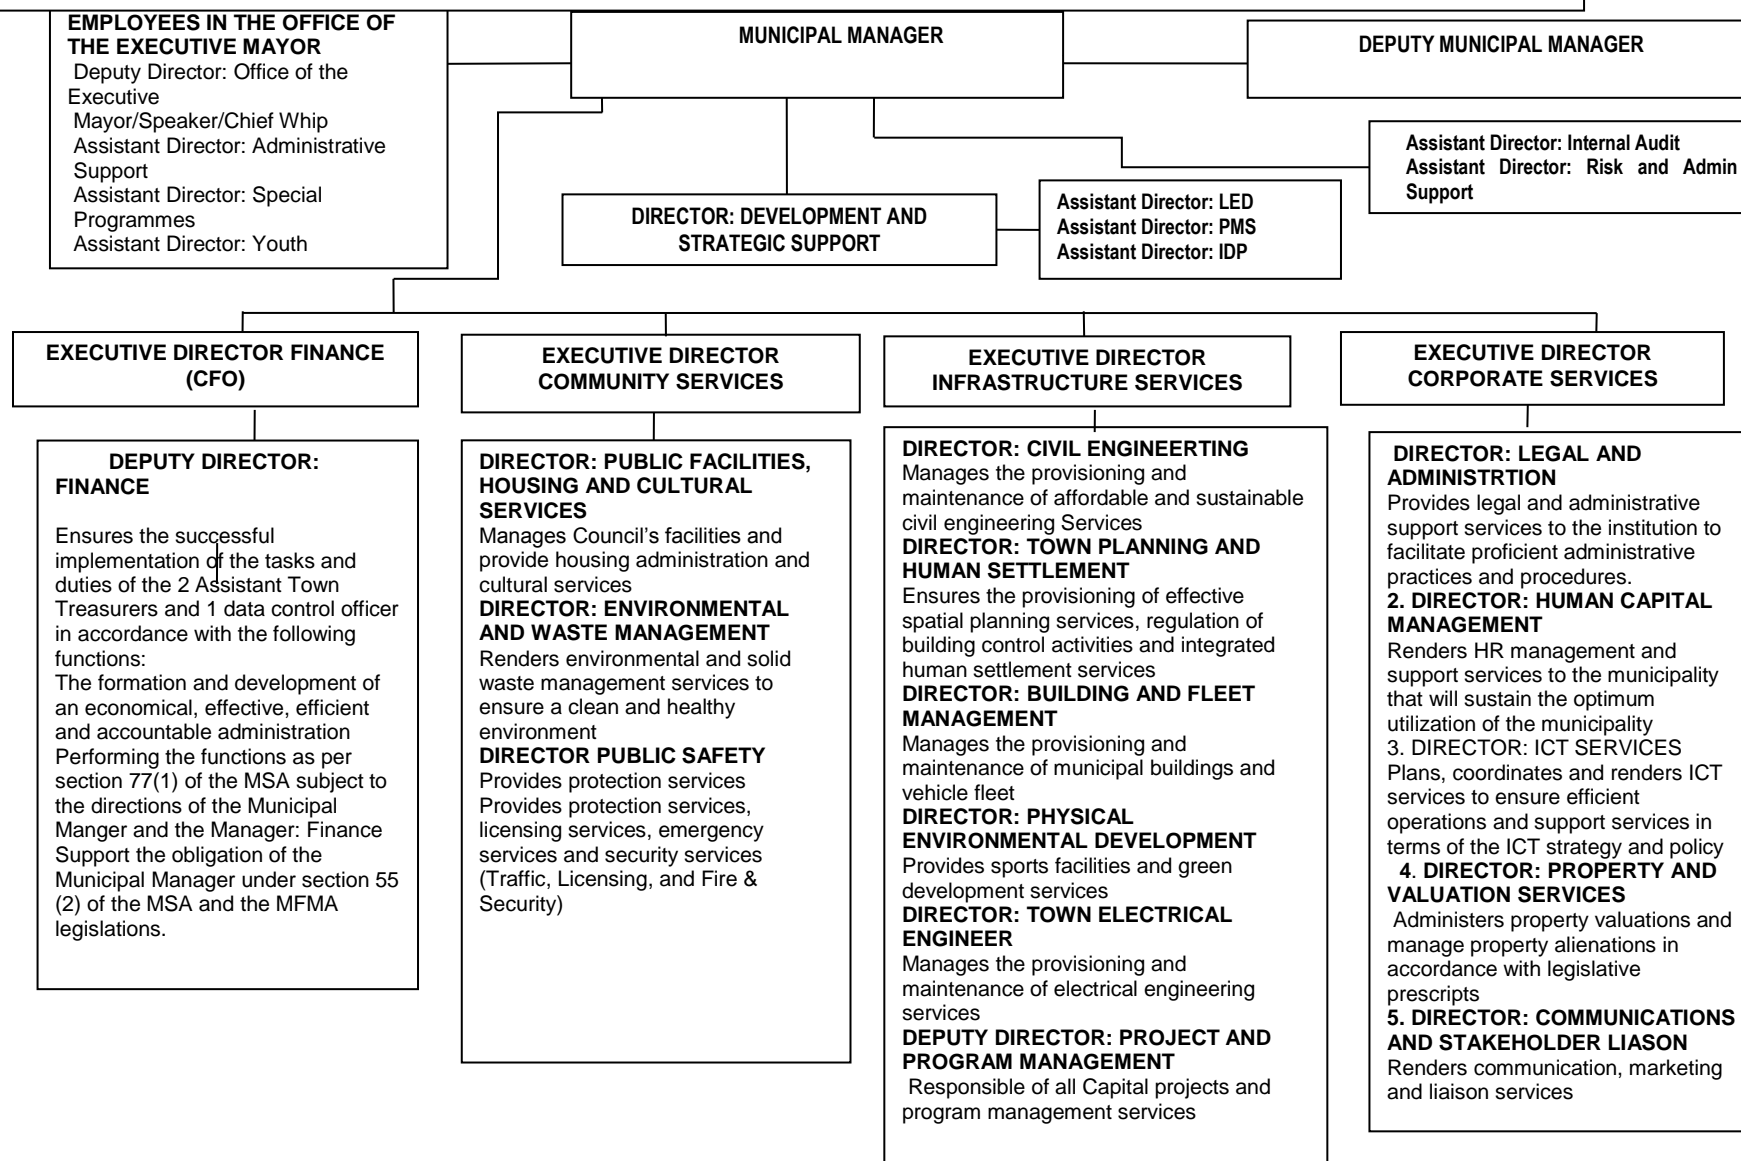 EMPLOYEES IN THE OFFICE OF
THE EXECUTIVE MAYOR
Deputy Director: Office of the
Executive
Mayor/Speaker/Chief Whip
Assistant Director: Administrative
Support
Assistant Director: Special
Programmes
Assistant Director: Youth
MUNICIPAL MANAGER
DEPUTY MUNICIPAL MANAGER
Assistant Director: Internal Audit
Assistant Director: Risk and Admin
Support
DIRECTOR: DEVELOPMENT AND
STRATEGIC SUPPORT
Assistant Director: LED
Assistant Director: PMS
Assistant Director: IDP
EXECUTIVE DIRECTOR FINANCE
(CFO)
EXECUTIVE DIRECTOR
COMMUNITY SERVICES
EXECUTIVE DIRECTOR
INFRASTRUCTURE SERVICES
EXECUTIVE DIRECTOR
CORPORATE SERVICES
DEPUTY DIRECTOR:
FINANCE
Ensures the successful
implementation of the tasks and
duties of the 2 Assistant Town
Treasurers and 1 data control officer
in accordance with the following
functions:
The formation and development of
an economical, effective, efficient
and accountable administration
Performing the functions as per
section 77(1) of the MSA subject to
the directions of the Municipal
Manger and the Manager: Finance
Support the obligation of the
Municipal Manager under section 55
(2) of the MSA and the MFMA
legislations.
DIRECTOR: PUBLIC FACILITIES,
HOUSING AND CULTURAL
SERVICES
Manages Council's facilities and
provide housing administration and
cultural services
DIRECTOR: ENVIRONMENTAL
AND WASTE MANAGEMENT
Renders environmental and solid
waste management services to
ensure a clean and healthy
environment
DIRECTOR PUBLIC SAFETY
Provides protection services
Provides protection services,
licensing services, emergency
services and security services
(Traffic, Licensing, and Fire &
Security)
DIRECTOR: CIVIL ENGINEERTING
Manages the provisioning and
maintenance of affordable and sustainable
civil engineering Services
DIRECTOR: TOWN PLANNING AND
HUMAN SETTLEMENT
Ensures the provisioning of effective
spatial planning services, regulation of
building control activities and integrated
human settlement services
DIRECTOR: BUILDING AND FLEET
MANAGEMENT
Manages the provisioning and
maintenance of municipal buildings and
vehicle fleet
DIRECTOR: PHYSICAL
ENVIRONMENTAL DEVELOPMENT
Provides sports facilities and green
development services
DIRECTOR: TOWN ELECTRICAL
ENGINEER
Manages the provisioning and
maintenance of electrical engineering
services
DEPUTY DIRECTOR: PROJECT AND
PROGRAM MANAGEMENT
Responsible of all Capital projects and
program management services
DIRECTOR: LEGAL AND
ADMINISTRTION
Provides legal and administrative
support services to the institution to
facilitate proficient administrative
practices and procedures.
2. DIRECTOR: HUMAN CAPITAL
MANAGEMENT
Renders HR management and
support services to the municipality
that will sustain the optimum
utilization of the municipality
3. DIRECTOR: ICT SERVICES
Plans, coordinates and renders ICT
services to ensure efficient
operations and support services in
terms of the ICT strategy and policy
4. DIRECTOR: PROPERTY AND
VALUATION SERVICES
Administers property valuations and
manage property alienations in
accordance with legislative
prescripts
5. DIRECTOR: COMMUNICATIONS
AND STAKEHOLDER LIASON
Renders communication, marketing
and liaison services